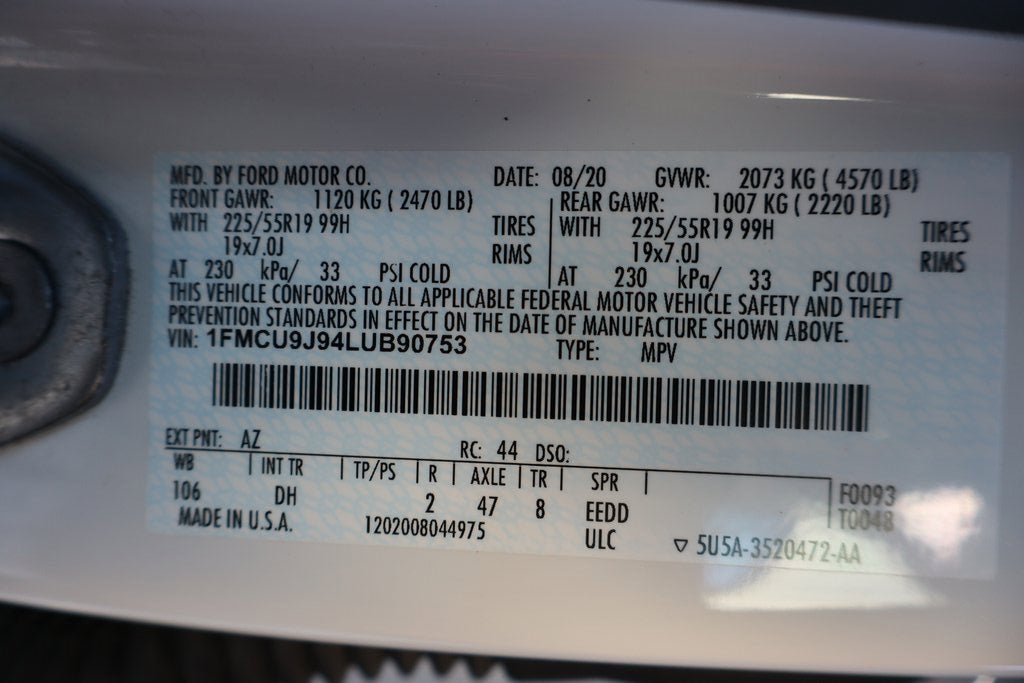 MFD. BY FORD MOTOR CO. DATE: 08/20 GVWR: 2073 KG ( 4570 LB)
FRONT GAWR: 1120 KG ( 2470 LB) REAR GAWR: 1007 KG ( 2220 LB)
WITH 225/55R19 99H TIRES WITH 225/55R19 99H TIRES
19x7.0J RIMS 19x7.0J RIMS
AT 230 kPa/ 33 PSI COLD AT 230 kPa/ 33 PSI COLD
THIS VEHICLE CONFORMS TO ALL APPLICABLE FEDERAL MOTOR VEHICLE SAFETY AND THEFT
PREVENTION STANDARDS IN EFFECT ON THE DATE OF MANUFACTURE SHOWN ABOVE.
VIN: 1FMCU9J94LUB90753 TYPE: MPV
EXT PNT: AZ RC: 44 DSO:
WB INT TR TP/PS R AXLE TR SPR F0093
106 DH 2 47 8 EEDD T0048
MADE IN U.S.A. 1202008044975 ULC ▽ 5U5A-3520472-AA